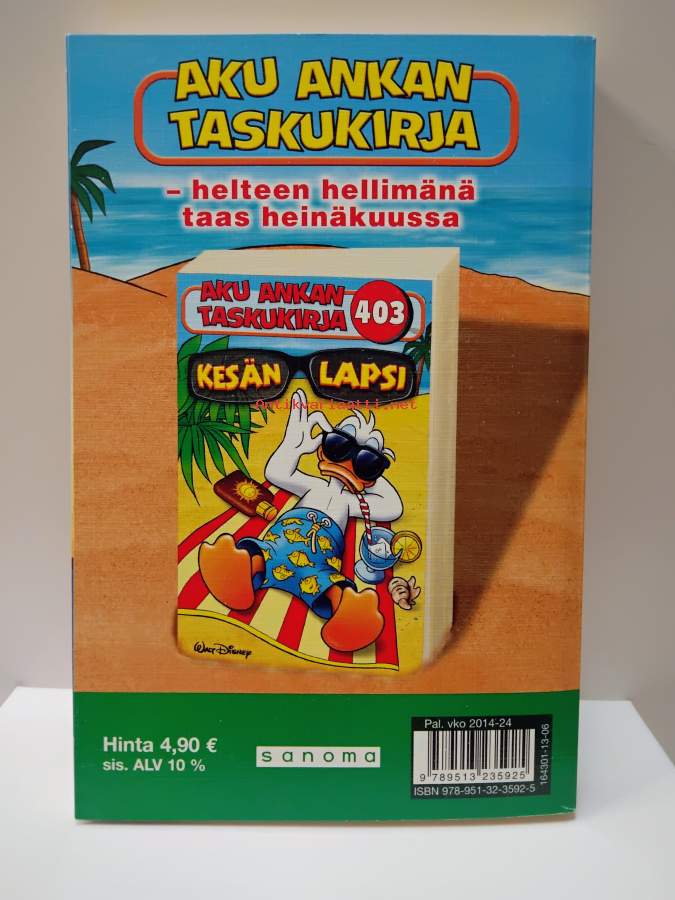 AKU ANKAN
TASKUKIRJA
– helteen hellimänä
taas heinäkuussa
AKU ANKAN
TASKUKIRJA 403
KESÄN LAPSI
Antikvariaatti.net
WALT DISNEY
Hinta 4,90 €
sis. ALV 10 %
sanoma
Pal. vko 2014-24
9 789513 235925
ISBN 978-951-32-3592-5
164301-13-06